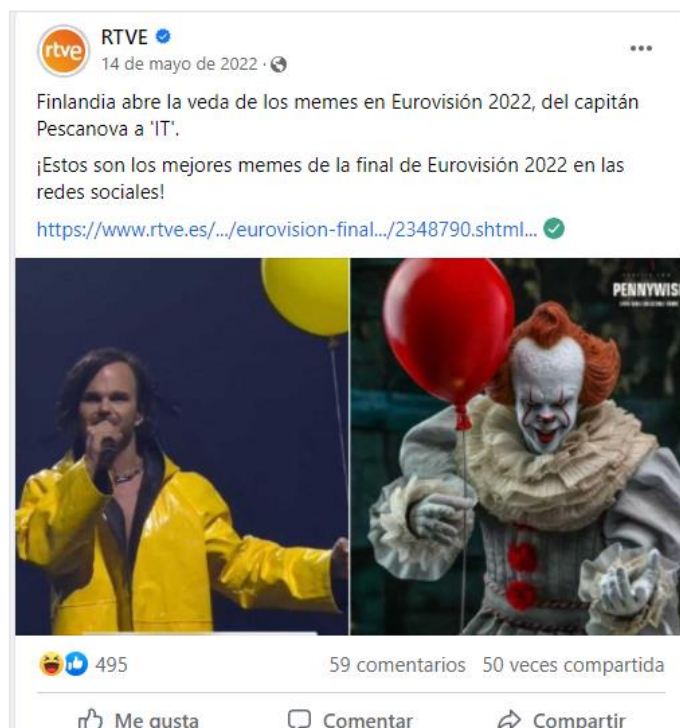 rtve
RTVE
14 de mayo de 2022 ·
Finlandia abre la veda de los memes en Eurovisión 2022, del capitán
Pescanova a 'IT'.
¡Estos son los mejores memes de la final de Eurovisión 2022 en las
redes sociales!
https://www.rtve.es/.../eurovision-final.../2348790.shtml...
PENNYWIS
495
59 comentarios 50 veces compartida
Me gusta Comentar Compartir